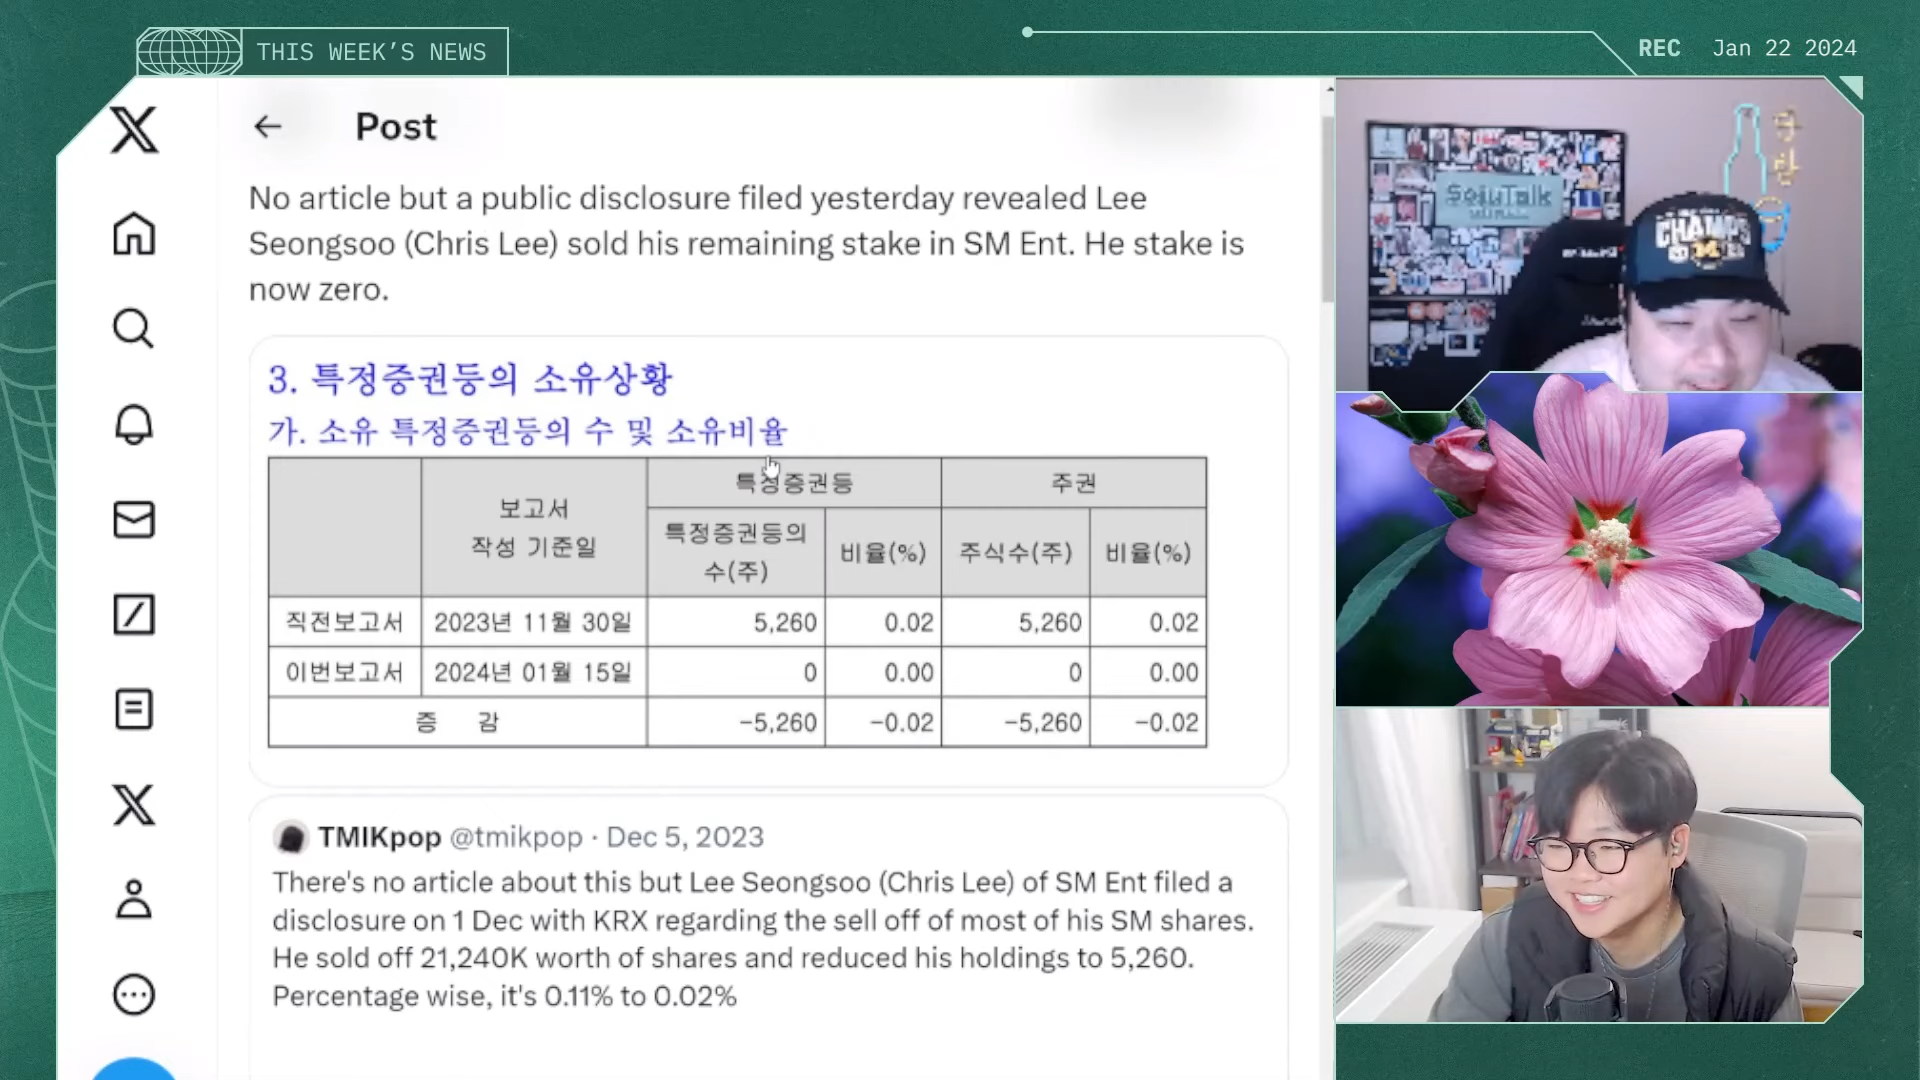 THIS WEEK’S NEWS
REC Jan 22 2024
Post
No article but a public disclosure filed yesterday revealed Lee
Seongsoo (Chris Lee) sold his remaining stake in SM Ent. He stake is
now zero.
3. 특정증권등의 소유상황
가. 소유 특정증권등의 수 및 소유비율
보고서
작성 기준일
특정증권등
주권
특정증권등의
수(주)
비율(%)
주식수(주)
비율(%)
직전보고서 2023년 11월 30일 5,260 0.02 5,260 0.02
이번보고서 2024년 01월 15일 0 0.00 0 0.00
증 감 -5,260 -0.02 -5,260 -0.02
TMIKpop @tmikpop · Dec 5, 2023
There's no article about this but Lee Seongsoo (Chris Lee) of SM Ent filed a
disclosure on 1 Dec with KRX regarding the sell off of most of his SM shares.
He sold off 21,240K worth of shares and reduced his holdings to 5,260.
Percentage wise, it's 0.11% to 0.02%
SojuTalk
CHAMPS
M